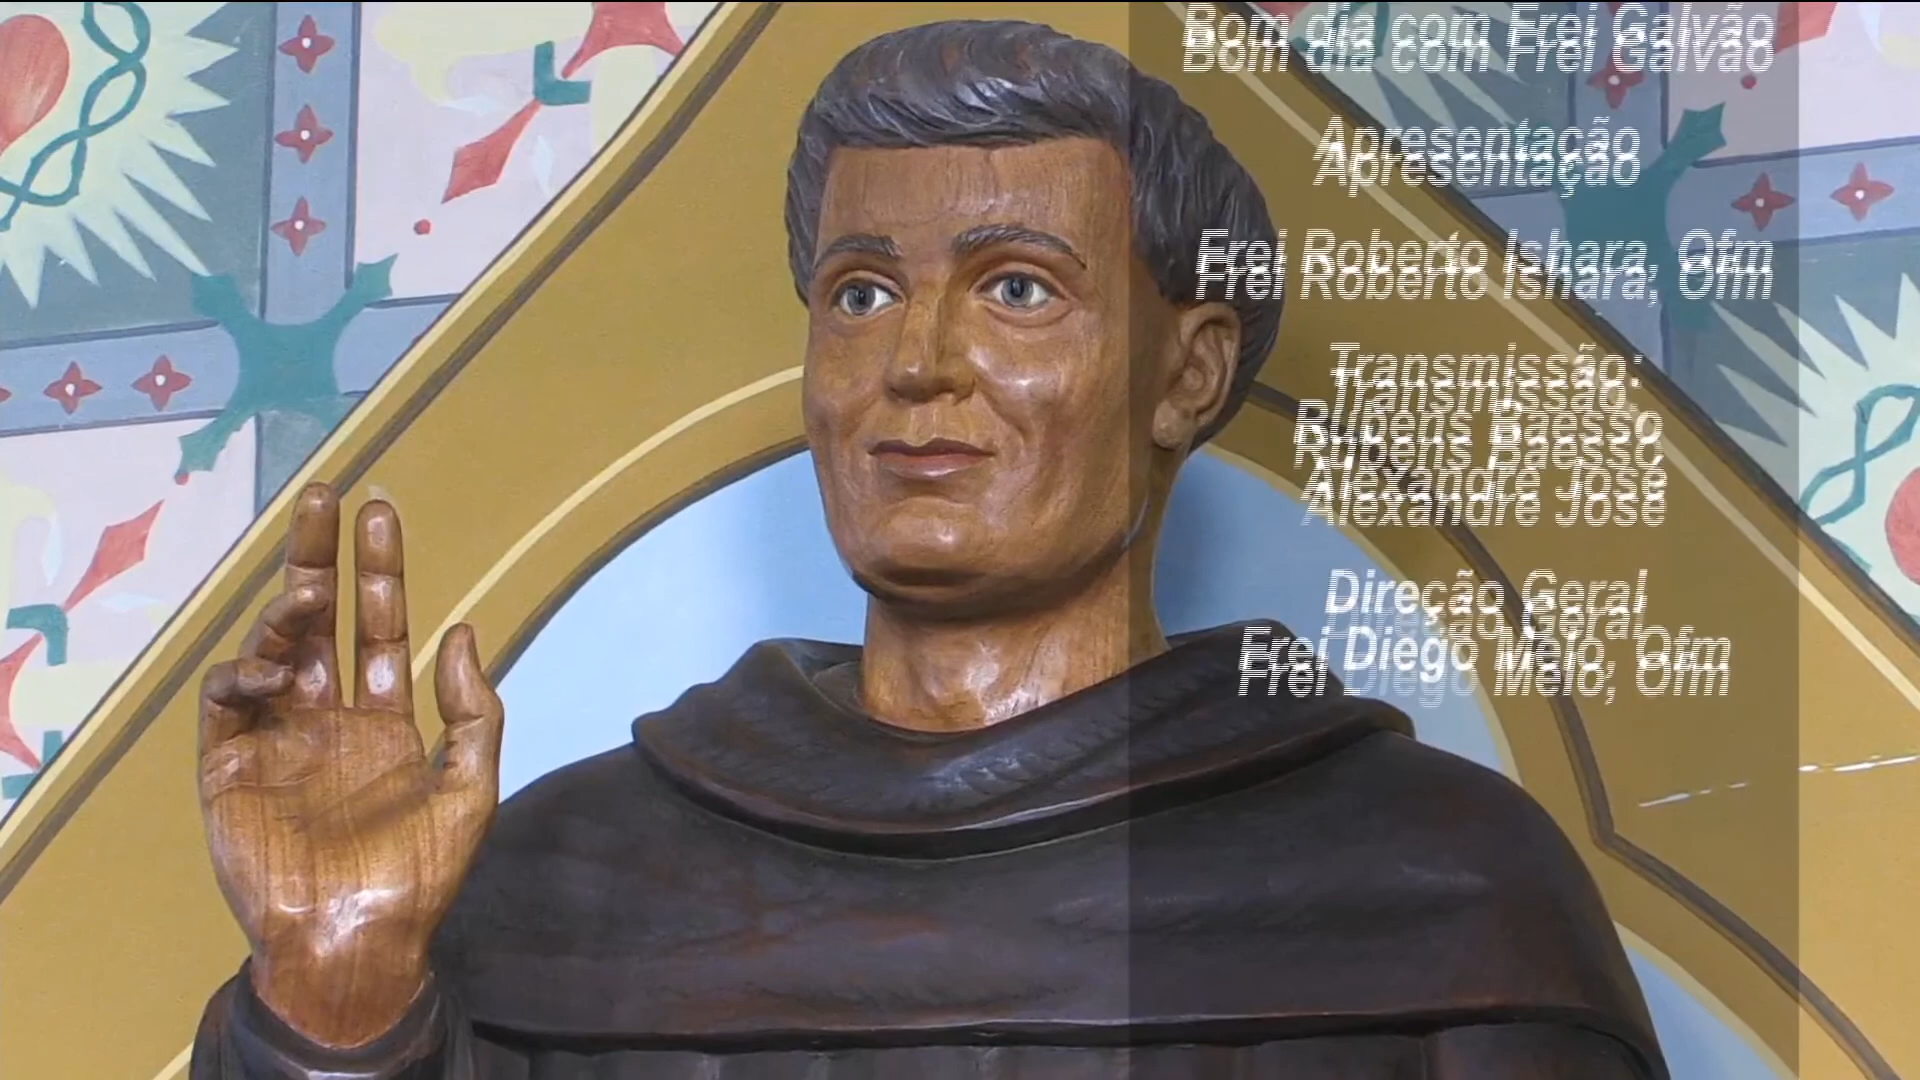 Bom dia com Frei Galvão
Apresentação
Frei Roberto Ishara, Ofm
Transmissão:
Rubens Baesso
Alexandre José
Direção Geral
Frei Diego Melo, Ofm